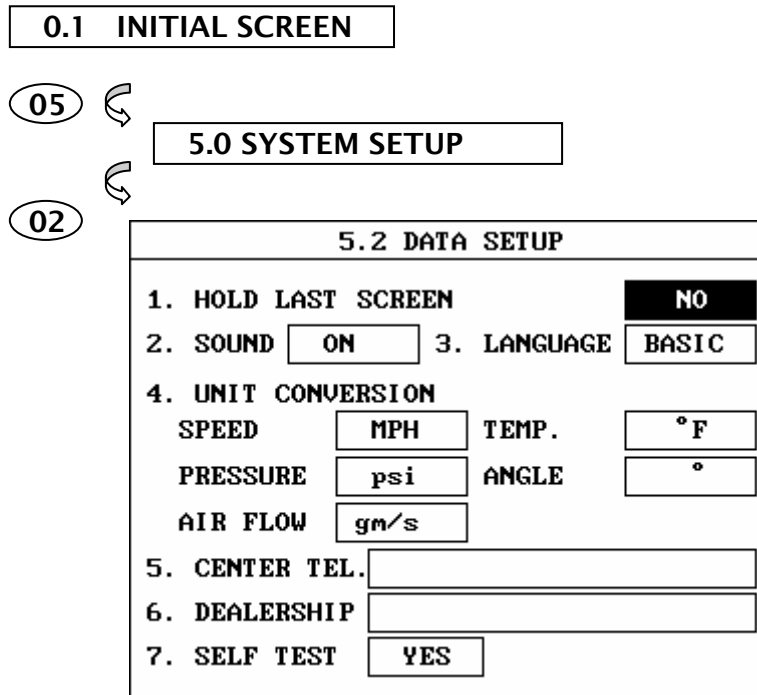 0.1 INITIAL SCREEN
05
5.0 SYSTEM SETUP
02
5.2 DATA SETUP
1. HOLD LAST SCREEN NO
2. SOUND ON 3. LANGUAGE BASIC
4. UNIT CONVERSION
SPEED MPH TEMP. °F
PRESSURE psi ANGLE °
AIR FLOW gm/s
5. CENTER TEL.
6. DEALERSHIP
7. SELF TEST YES